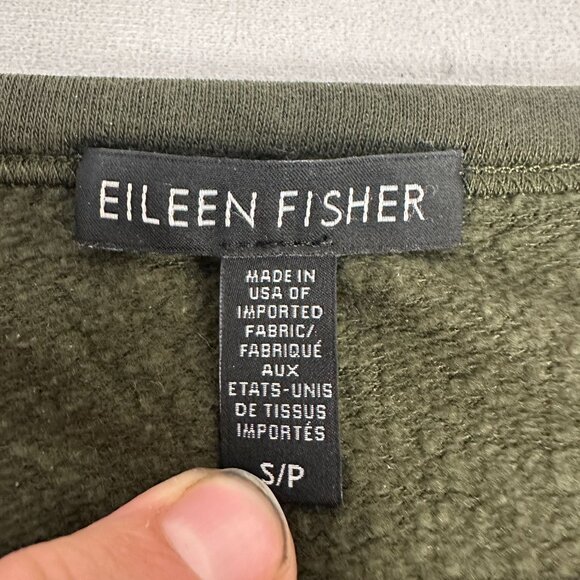 EILEEN FISHER
MADE IN
USA OF
IMPORTED
FABRIC/
FABRIQUÉ
AUX
ETATS-UNIS
DE TISSUS
IMPORTÉS
S/P